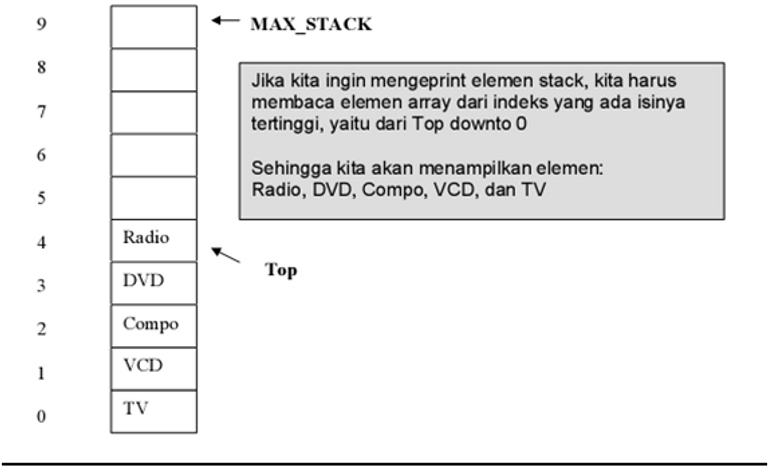 9 MAX_STACK
8
Jika kita ingin mengeprint elemen stack, kita harus
membaca elemen array dari indeks yang ada isinya
tertinggi, yaitu dari Top downto 0
Sehingga kita akan menampilkan elemen:
Radio, DVD, Compo, VCD, dan TV
7
6
5
4 Radio
Top
3 DVD
2 Compo
1 VCD
0 TV